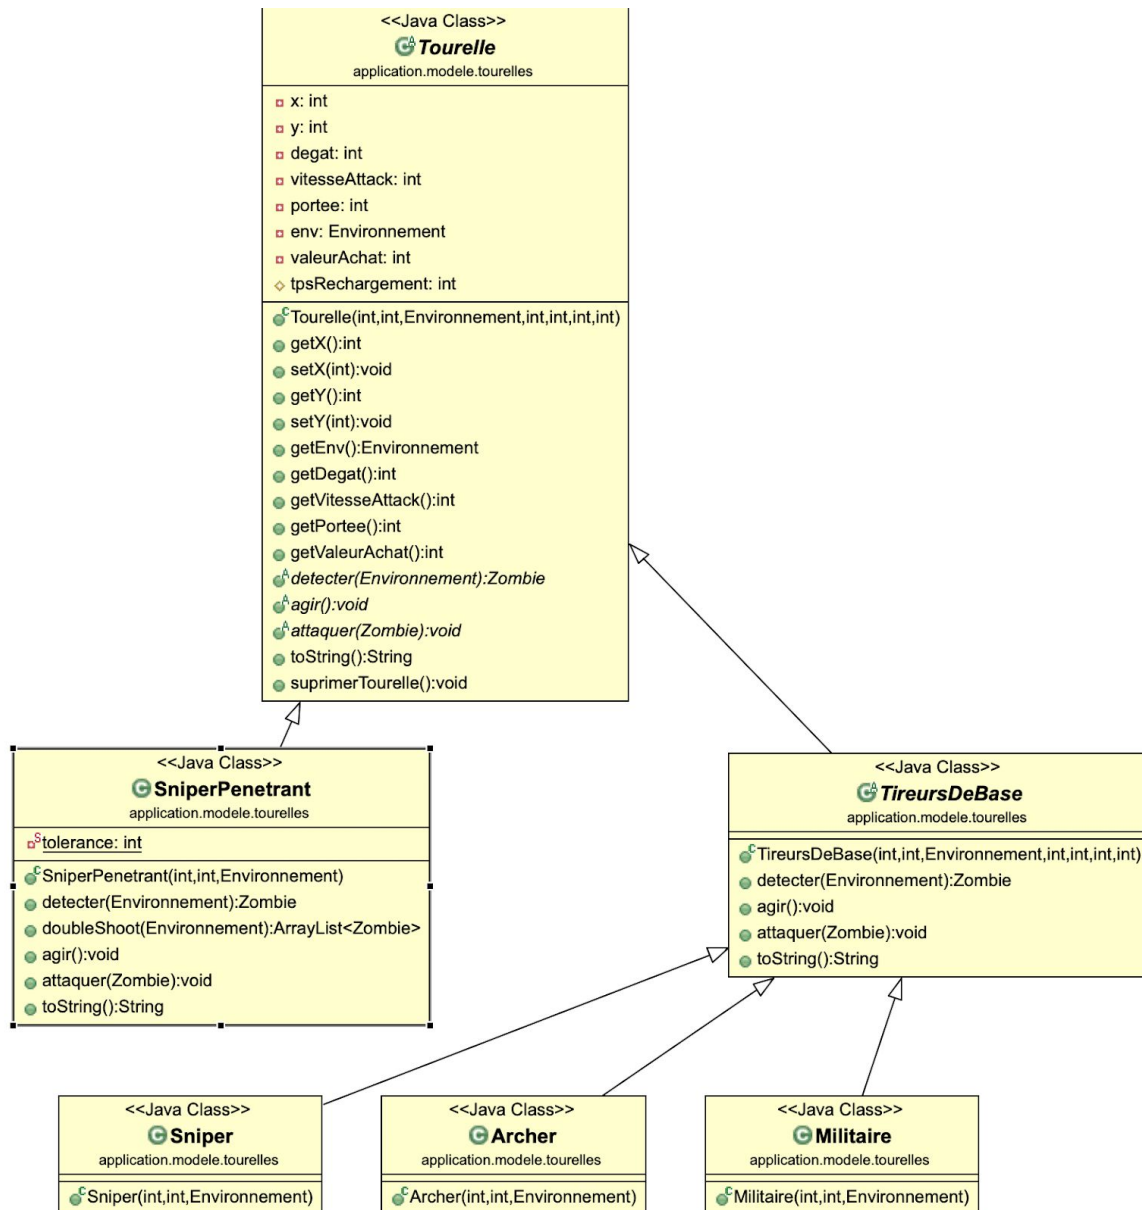 <<Java Class>>
Tourelle
application.modele.tourelles
x: int
y: int
degat: int
vitesseAttack: int
portee: int
env: Environnement
valeurAchat: int
tpsRechargement: int
Tourelle(int,int,Environnement,int,int,int,int)
getX():int
setX(int):void
getY():int
setY(int):void
getEnv():Environnement
getDegat():int
getVitesseAttack():int
getPortee():int
getValeurAchat():int
detecter(Environnement):Zombie
agir():void
attaquer(Zombie):void
toString():String
suprimerTourelle():void
<<Java Class>>
SniperPenetrant
application.modele.tourelles
tolerance: int
SniperPenetrant(int,int,Environnement)
detecter(Environnement):Zombie
doubleShoot(Environnement):ArrayList<Zombie>
agir():void
attaquer(Zombie):void
toString():String
<<Java Class>>
TireursDeBase
application.modele.tourelles
TireursDeBase(int,int,Environnement,int,int,int,int)
detecter(Environnement):Zombie
agir():void
attaquer(Zombie):void
toString():String
<<Java Class>>
Sniper
application.modele.tourelles
Sniper(int,int,Environnement)
<<Java Class>>
Archer
application.modele.tourelles
Archer(int,int,Environnement)
<<Java Class>>
Militaire
application.modele.tourelles
Militaire(int,int,Environnement)